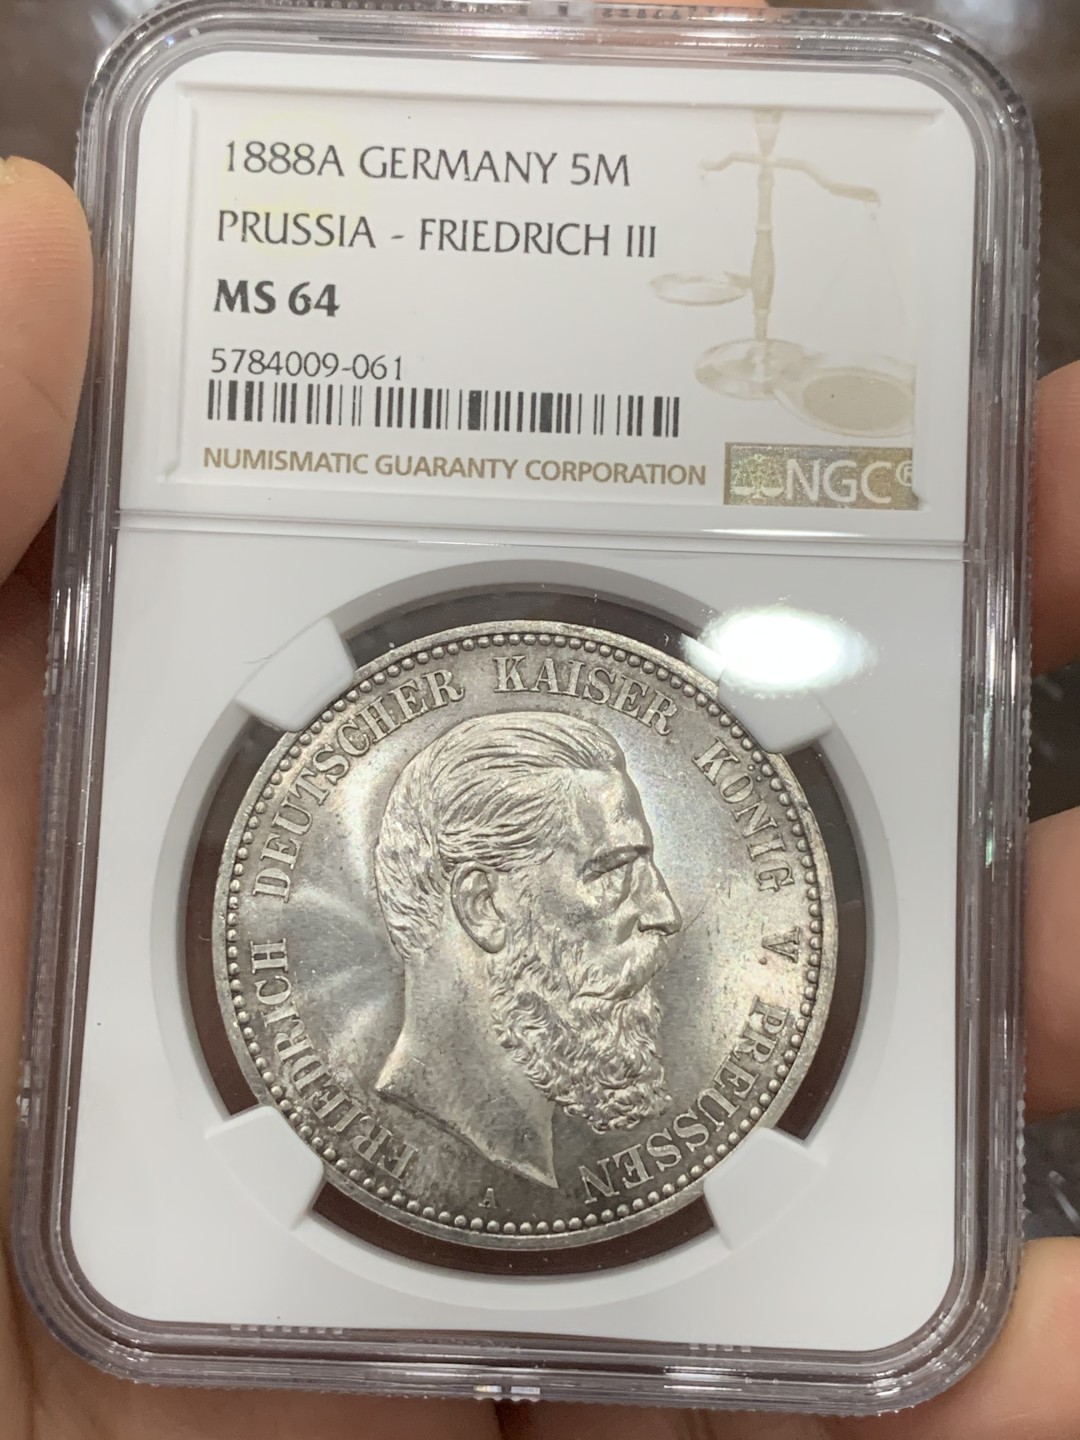 1888A GERMANY 5M
PRUSSIA - FRIEDRICH III
MS 64
5784009-061
NUMISMATIC GUARANTY CORPORATION
NGC®
FRIEDRICH DEUTSCHER KAISER KÖNIG V. PREUSSEN
A